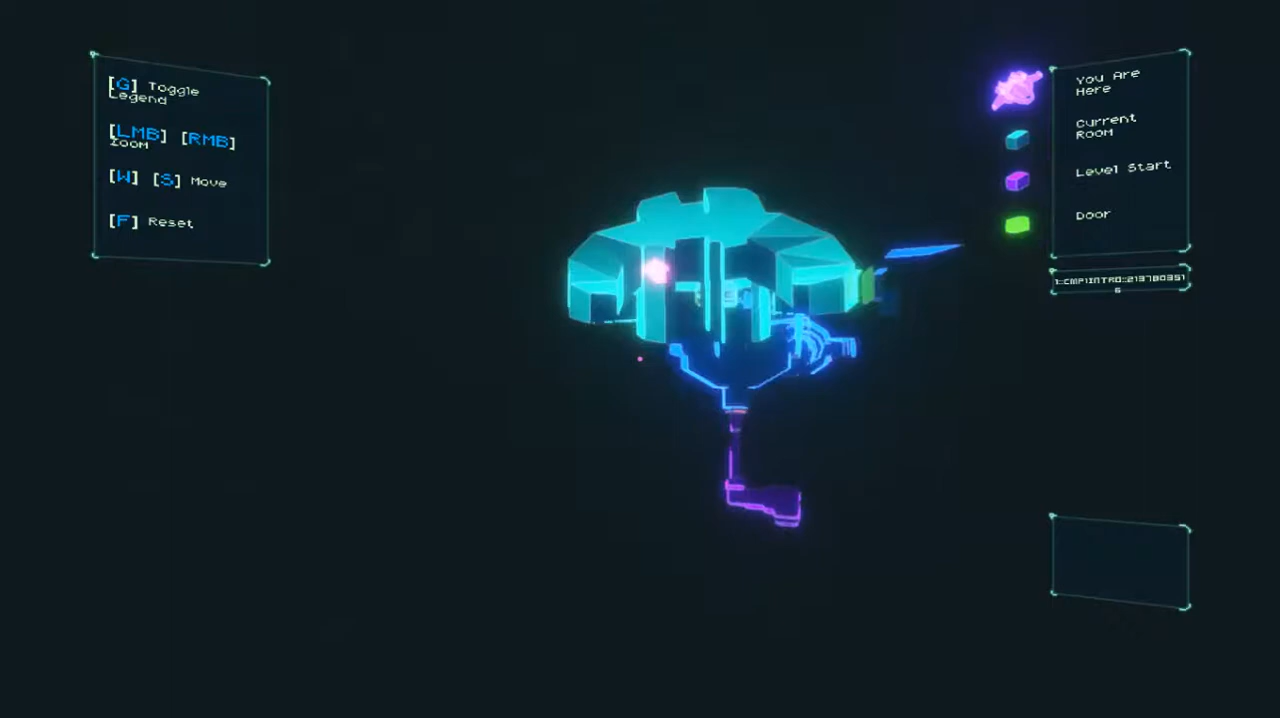 [G] Toggle
Legend
[LMB] [RMB]
Zoom
[W] [S] Move
[F] Reset
You Are
Here
Current
Room
Level Start
Door